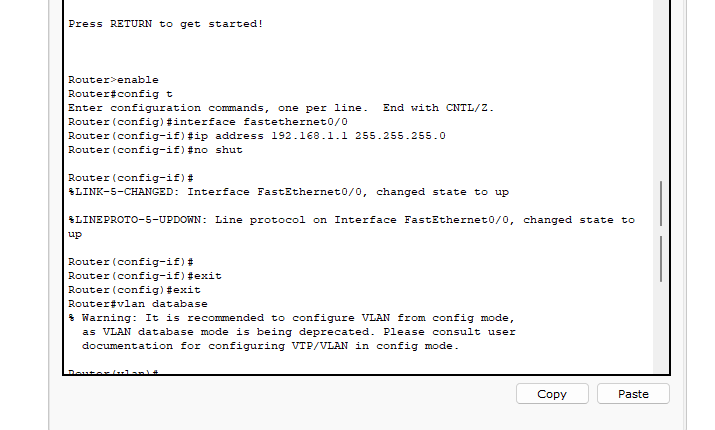 Press RETURN to get started!
Router>enable
Router#config t
Enter configuration commands, one per line.  End with CNTL/Z.
Router(config)#interface fastethernet0/0
Router(config-if)#ip address 192.168.1.1 255.255.255.0
Router(config-if)#no shut
Router(config-if)#
%LINK-5-CHANGED: Interface FastEthernet0/0, changed state to up
%LINEPROTO-5-UPDOWN: Line protocol on Interface FastEthernet0/0, changed state to
up
Router(config-if)#
Router(config-if)#exit
Router(config)#exit
Router#vlan database
% Warning: It is recommended to configure VLAN from config mode,
as VLAN database mode is being deprecated. Please consult user
documentation for configuring VTP/VLAN in config mode.
Router(vlan)#
Copy
Paste